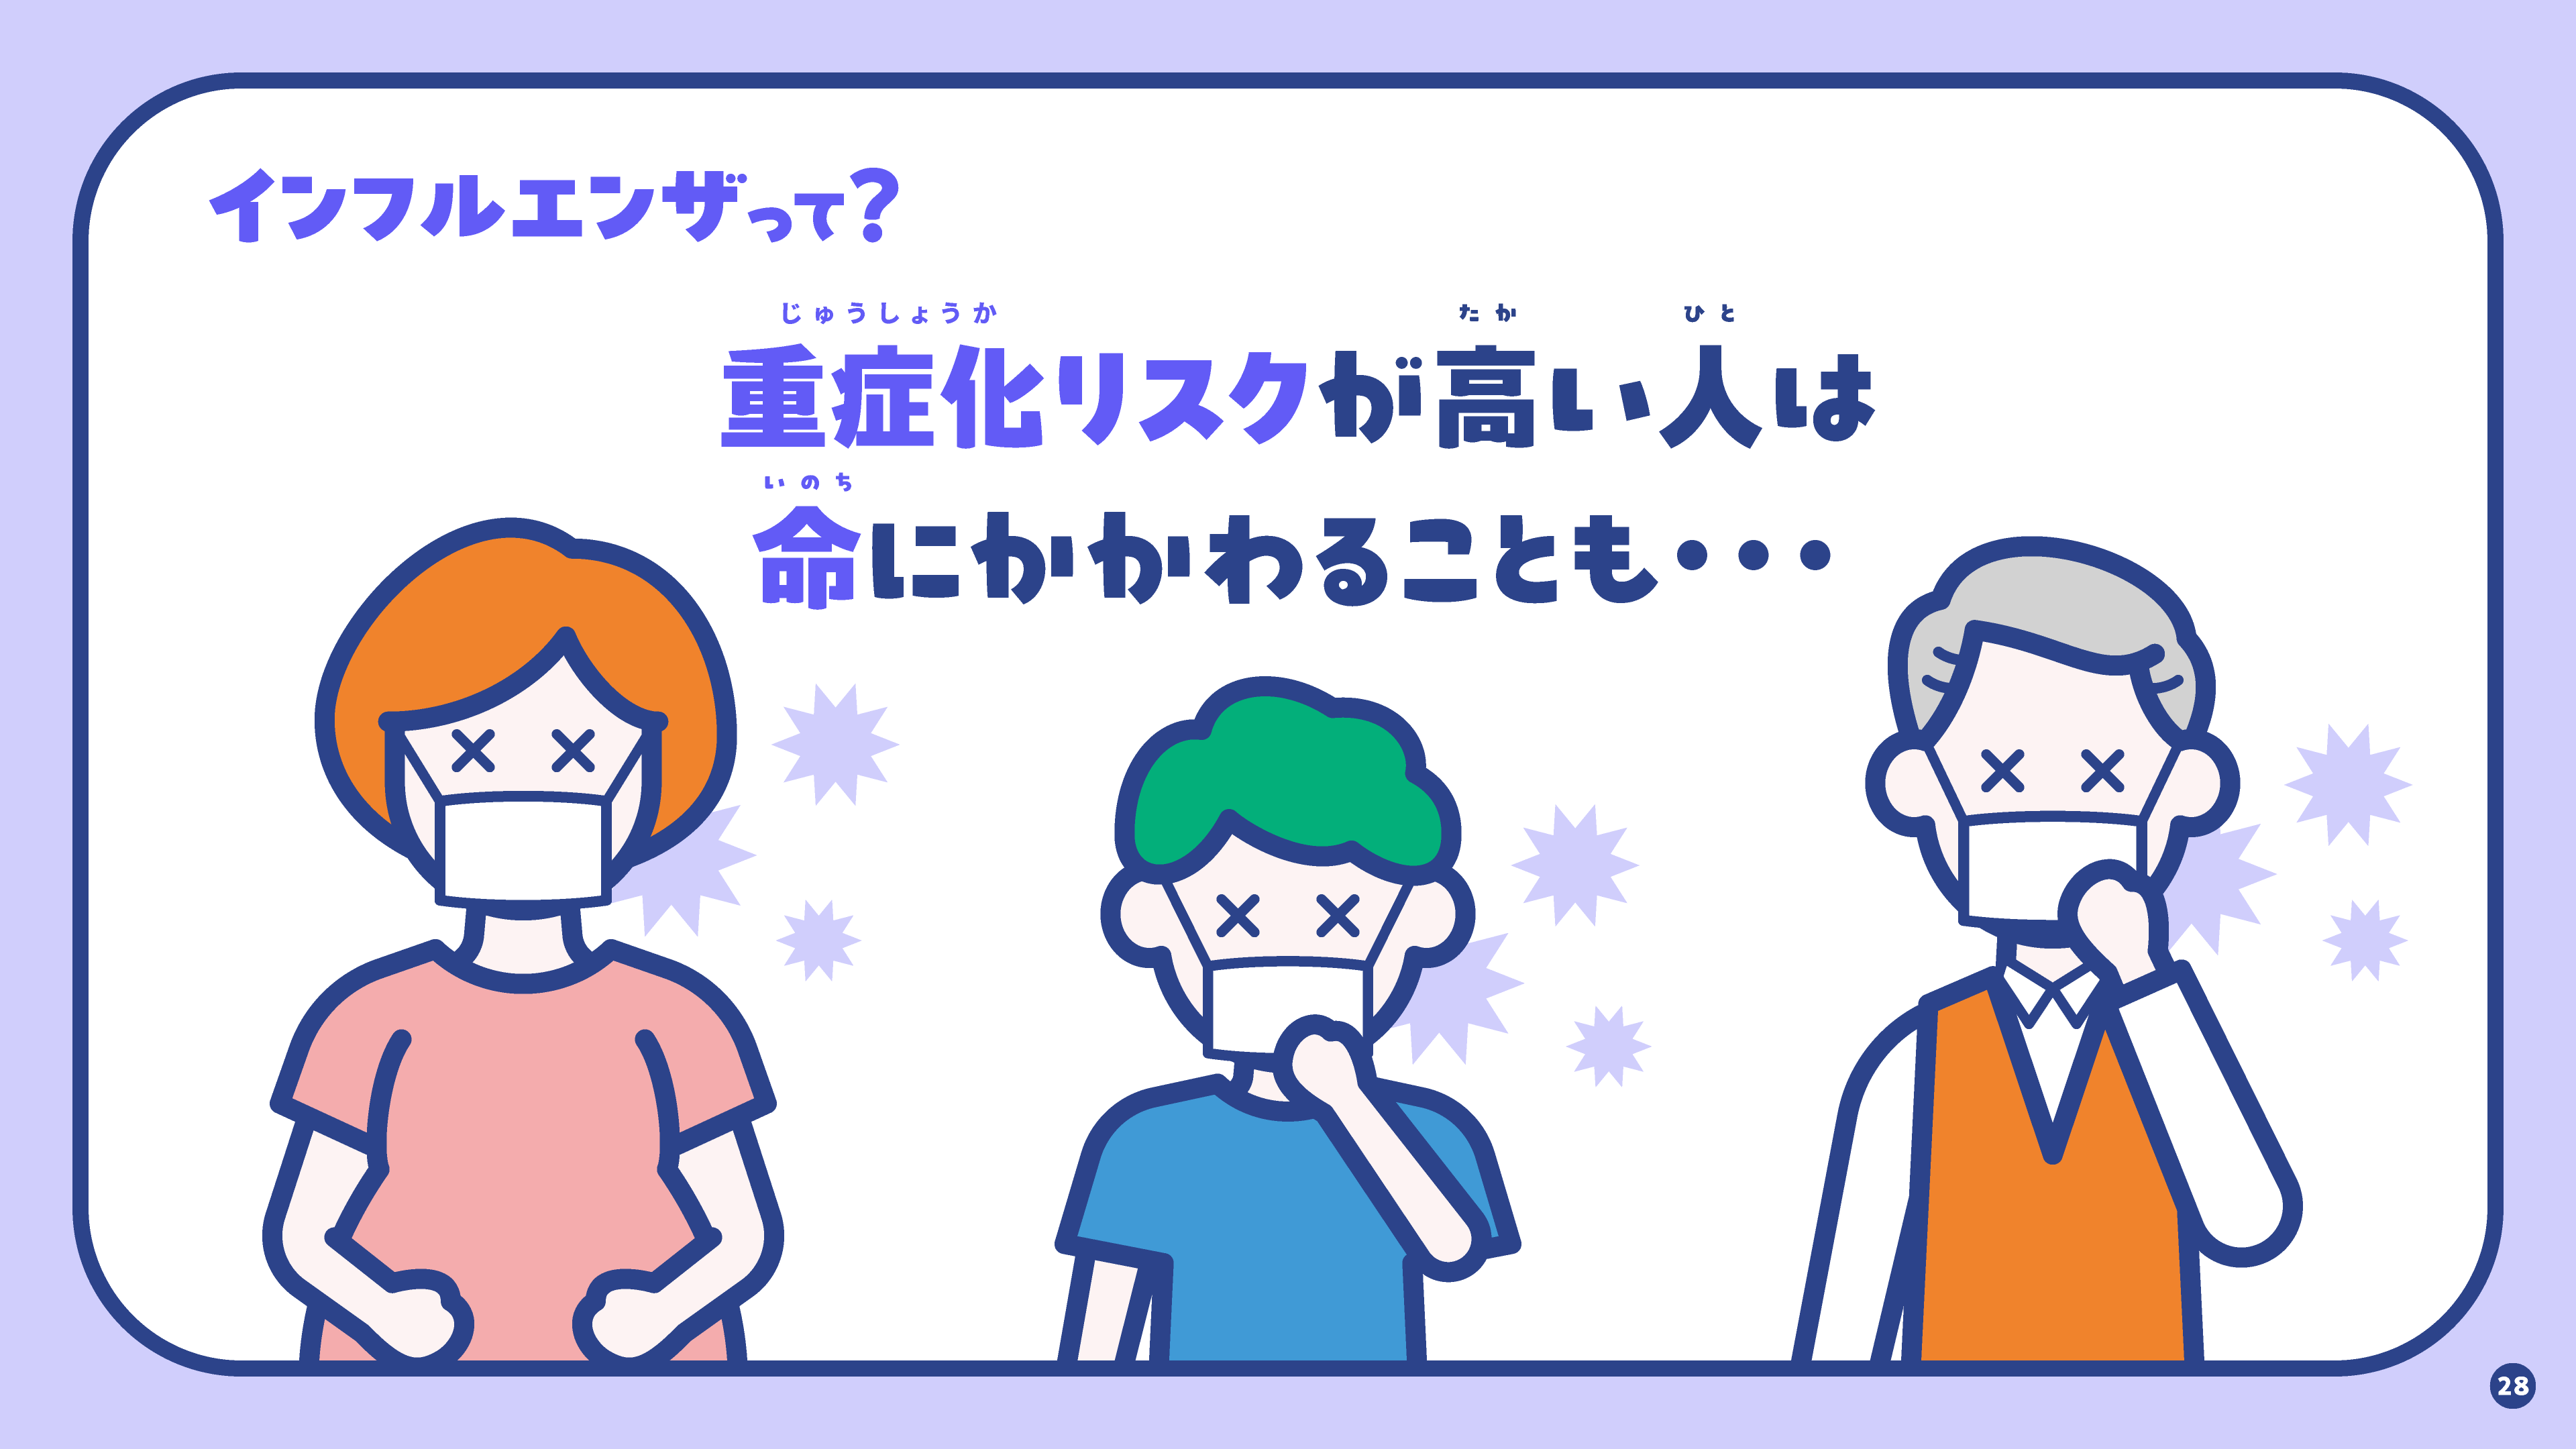 インフルエンザって?
じゅうしょうか たか ひと
重症化リスクが高い人は
いのち
命にかかわることも・・・
28